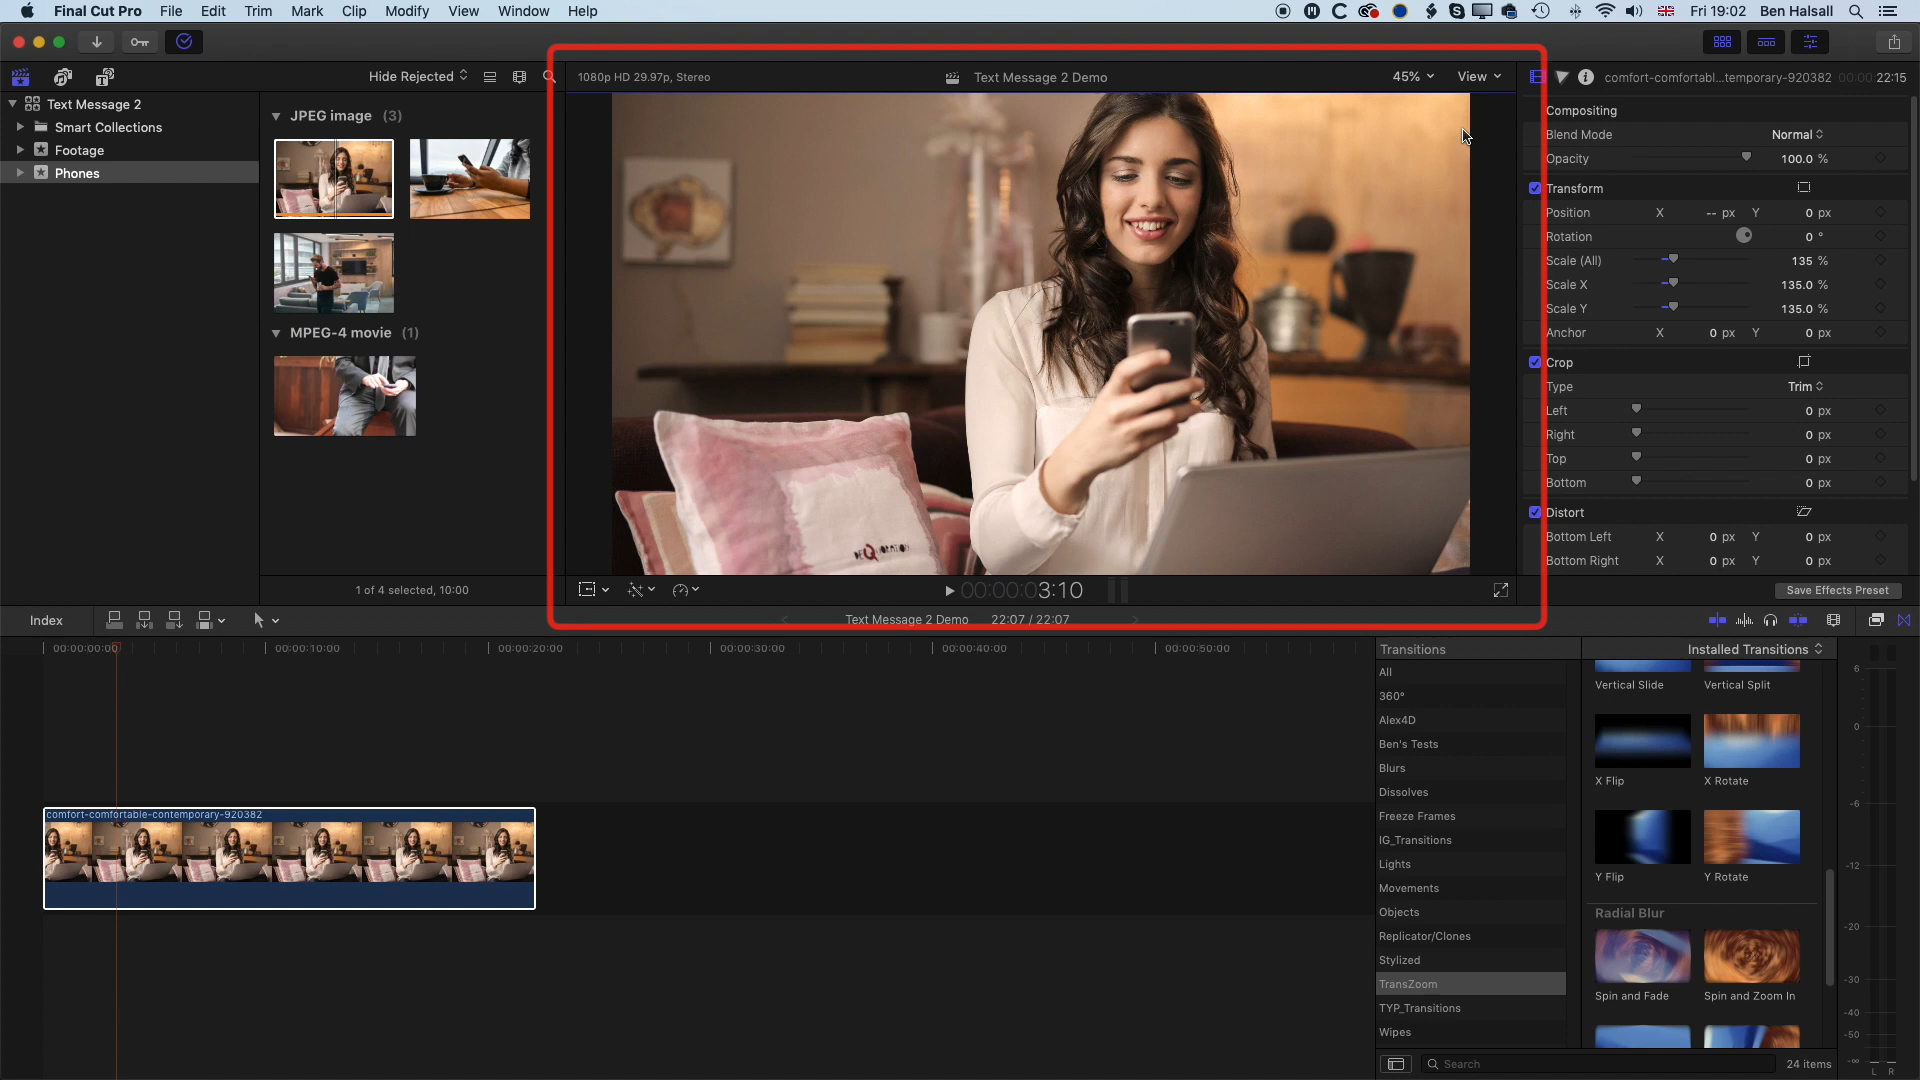 Final Cut Pro File Edit Trim Mark Clip Modify View Window Help Fri 19:02 Ben Halsall
Hide Rejected
1080p HD 29.97p, Stereo
Text Message 2 Demo
45%
View
comfort-comfortabl...temporary-920382 00:00:22:15
Text Message 2
Smart Collections
Footage
Phones
JPEG image (3)
MPEG-4 movie (1)
1 of 4 selected, 10:00
00:00:03:10
Compositing
Blend Mode Normal
Opacity 100.0 %
Transform
Position X -- px Y 0 px
Rotation 0 °
Scale (All) 135 %
Scale X 135.0 %
Scale Y 135.0 %
Anchor X 0 px Y 0 px
Crop
Type Trim
Left 0 px
Right 0 px
Top 0 px
Bottom 0 px
Distort
Bottom Left X 0 px Y 0 px
Bottom Right X 0 px Y 0 px
Save Effects Preset
Index
Text Message 2 Demo 22:07 / 22:07
00:00:00:00 00:00:10:00 00:00:20:00 00:00:30:00 00:00:40:00 00:00:50:00
comfort-comfortable-contemporary-920382
Transitions
Installed Transitions
All
360°
Alex4D
Ben's Tests
Blurs
Dissolves
Freeze Frames
IG_Transitions
Lights
Movements
Objects
Replicator/Clones
Stylized
TransZoom
TYP_Transitions
Wipes
Vertical Slide Vertical Split
X Flip X Rotate
Y Flip Y Rotate
Radial Blur
Spin and Fade Spin and Zoom In
Search
24 items
6
0
-6
-12
-20
-30
-40
-50
-∞
L R